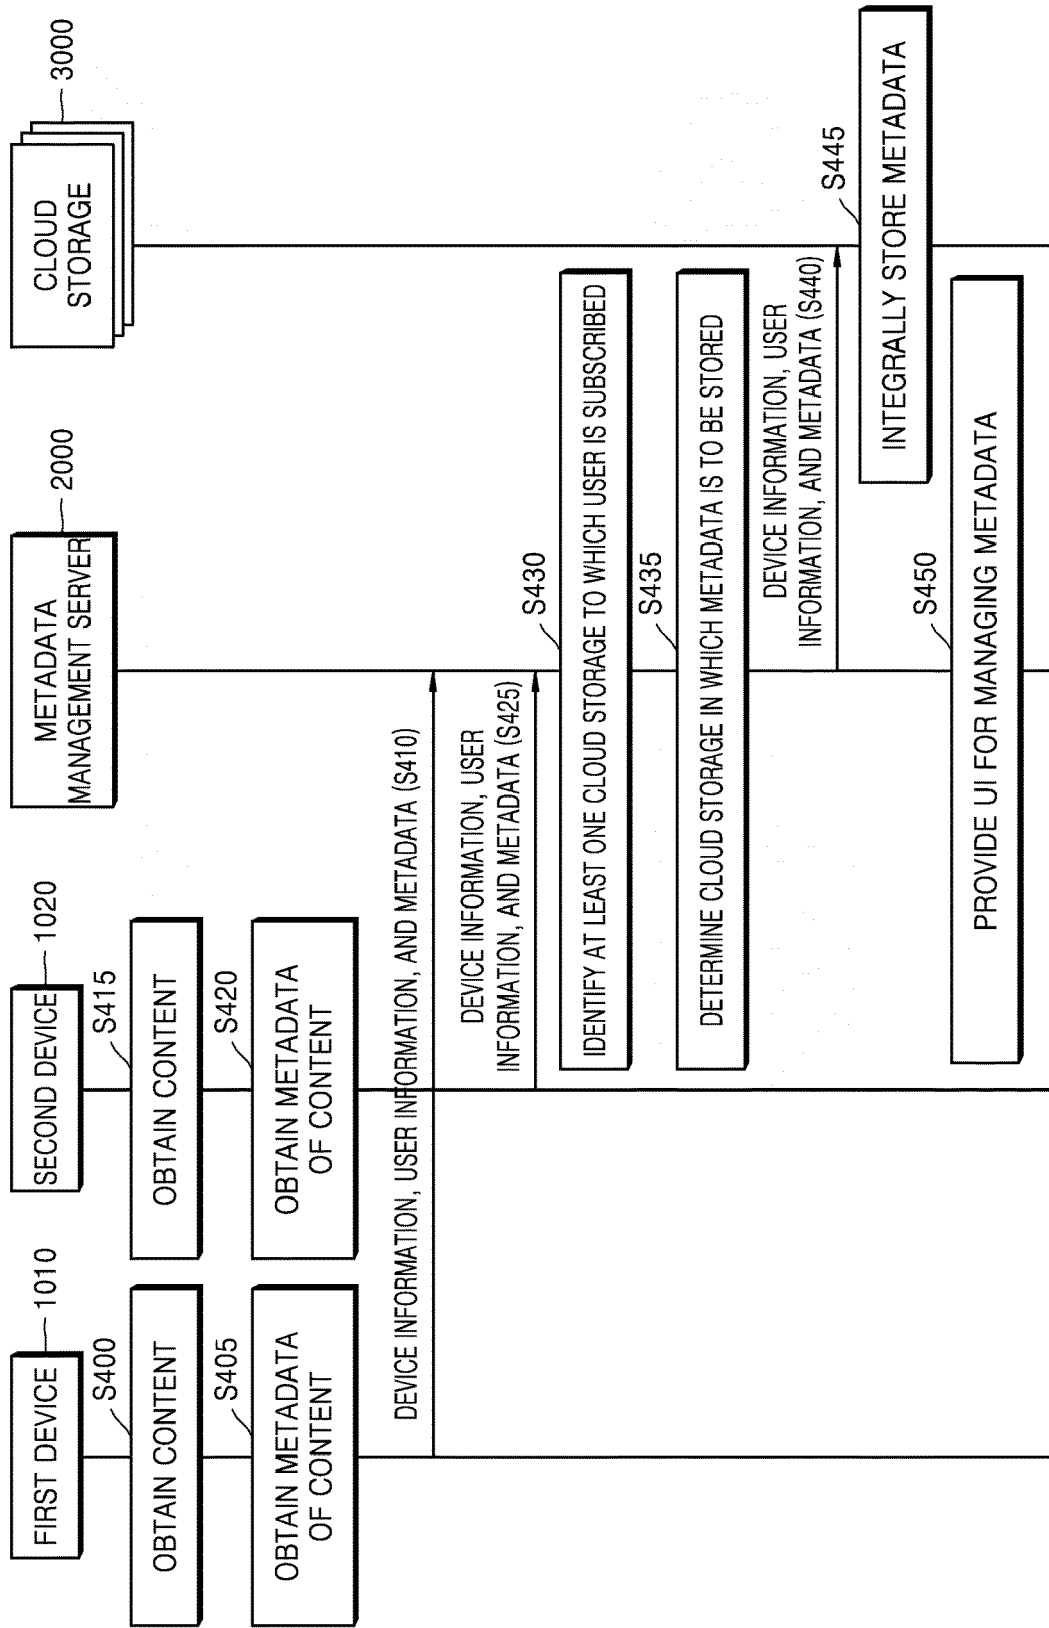 FIRST DEVICE
1010
SECOND DEVICE
1020
METADATA
MANAGEMENT SERVER
2000
CLOUD
STORAGE
3000
S400
OBTAIN CONTENT
S415
OBTAIN CONTENT
S405
OBTAIN METADATA
OF CONTENT
S420
OBTAIN METADATA
OF CONTENT
DEVICE INFORMATION, USER INFORMATION, AND METADATA (S410)
DEVICE INFORMATION, USER
INFORMATION, AND METADATA (S425)
S430
IDENTIFY AT LEAST ONE CLOUD STORAGE TO WHICH USER IS SUBSCRIBED
S435
DETERMINE CLOUD STORAGE IN WHICH METADATA IS TO BE STORED
DEVICE INFORMATION, USER
INFORMATION, AND METADATA (S440)
S445
INTEGRALLY STORE METADATA
S450
PROVIDE UI FOR MANAGING METADATA